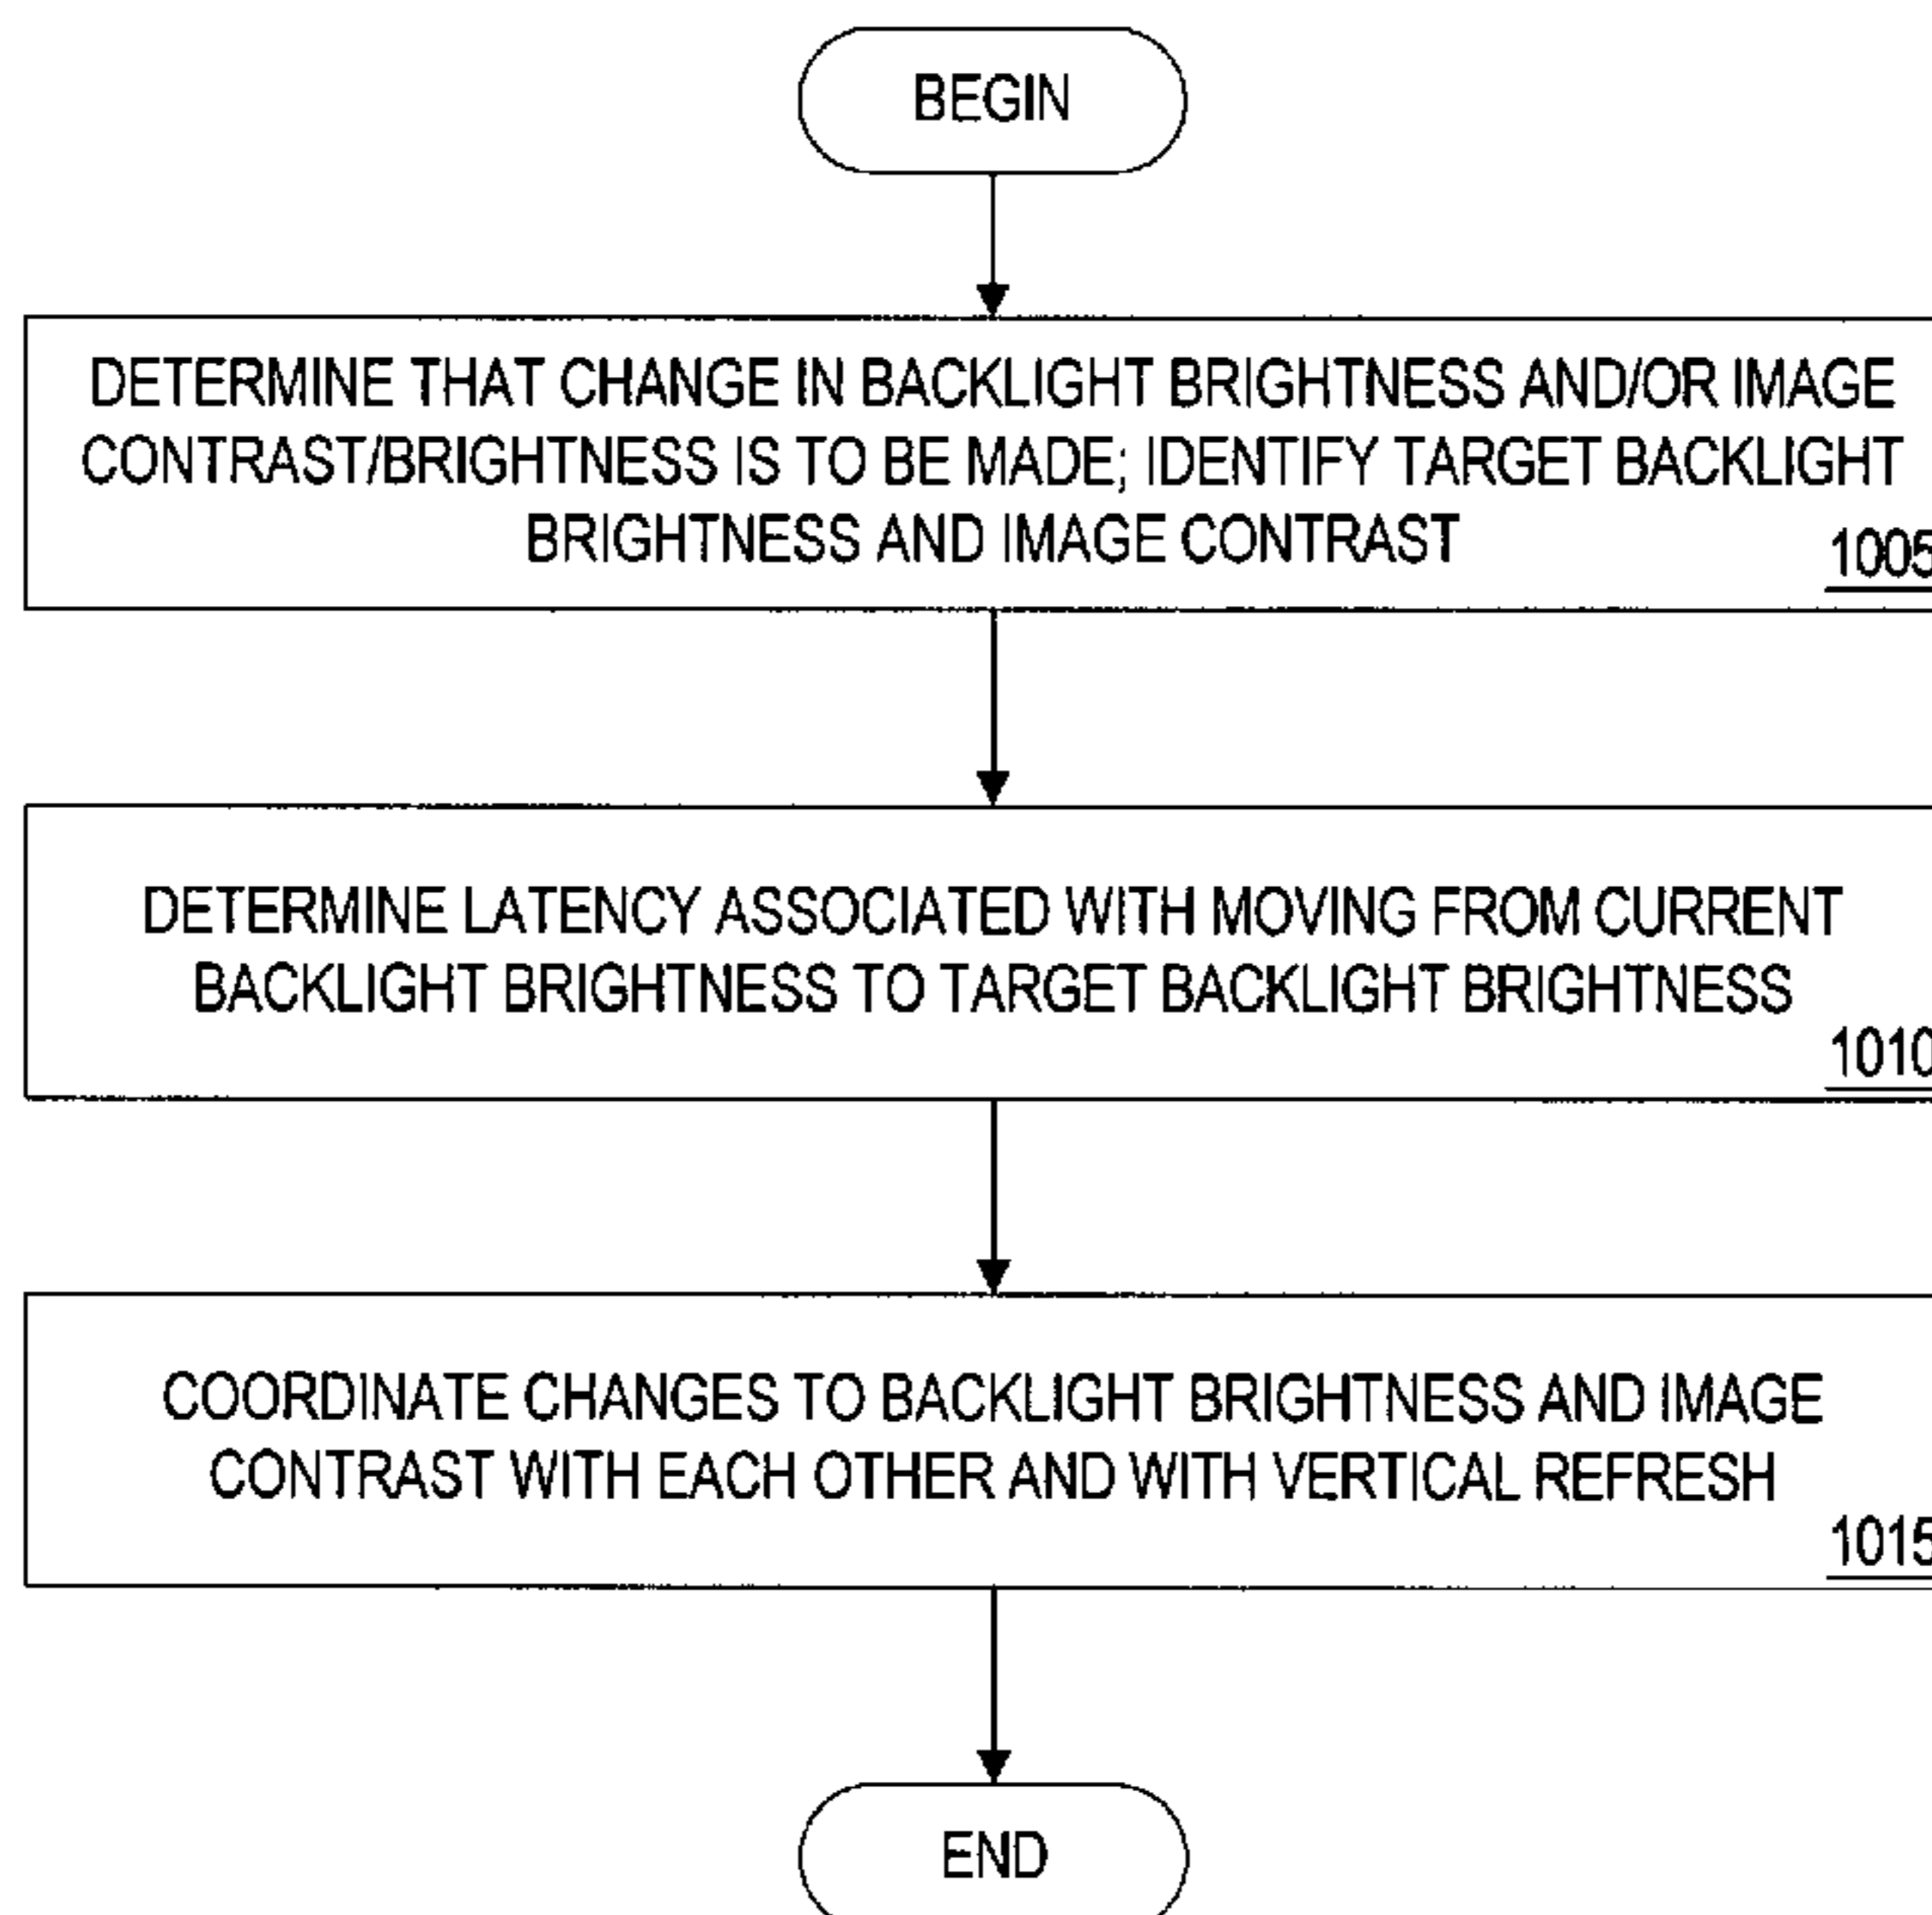 BEGIN
DETERMINE THAT CHANGE IN BACKLIGHT BRIGHTNESS AND/OR IMAGE
CONTRAST/BRIGHTNESS IS TO BE MADE; IDENTIFY TARGET BACKLIGHT
BRIGHTNESS AND IMAGE CONTRAST
1005
DETERMINE LATENCY ASSOCIATED WITH MOVING FROM CURRENT
BACKLIGHT BRIGHTNESS TO TARGET BACKLIGHT BRIGHTNESS
1010
COORDINATE CHANGES TO BACKLIGHT BRIGHTNESS AND IMAGE
CONTRAST WITH EACH OTHER AND WITH VERTICAL REFRESH
1015
END